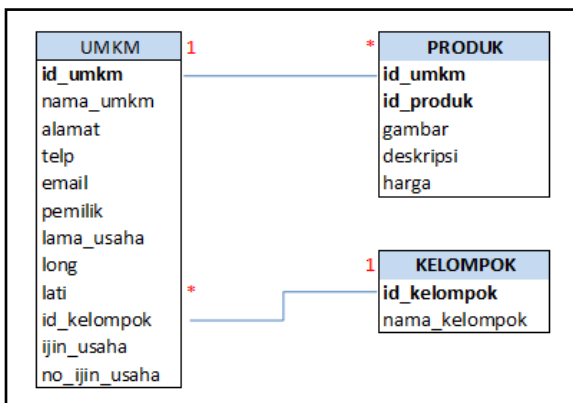 UMKM
id_umkm
nama_umkm
alamat
telp
email
pemilik
lama_usaha
long
lati
id_kelompok
ijin_usaha
no_ijin_usaha
1
*
*
PRODUK
id_umkm
id_produk
gambar
deskripsi
harga
1
KELOMPOK
id_kelompok
nama_kelompok